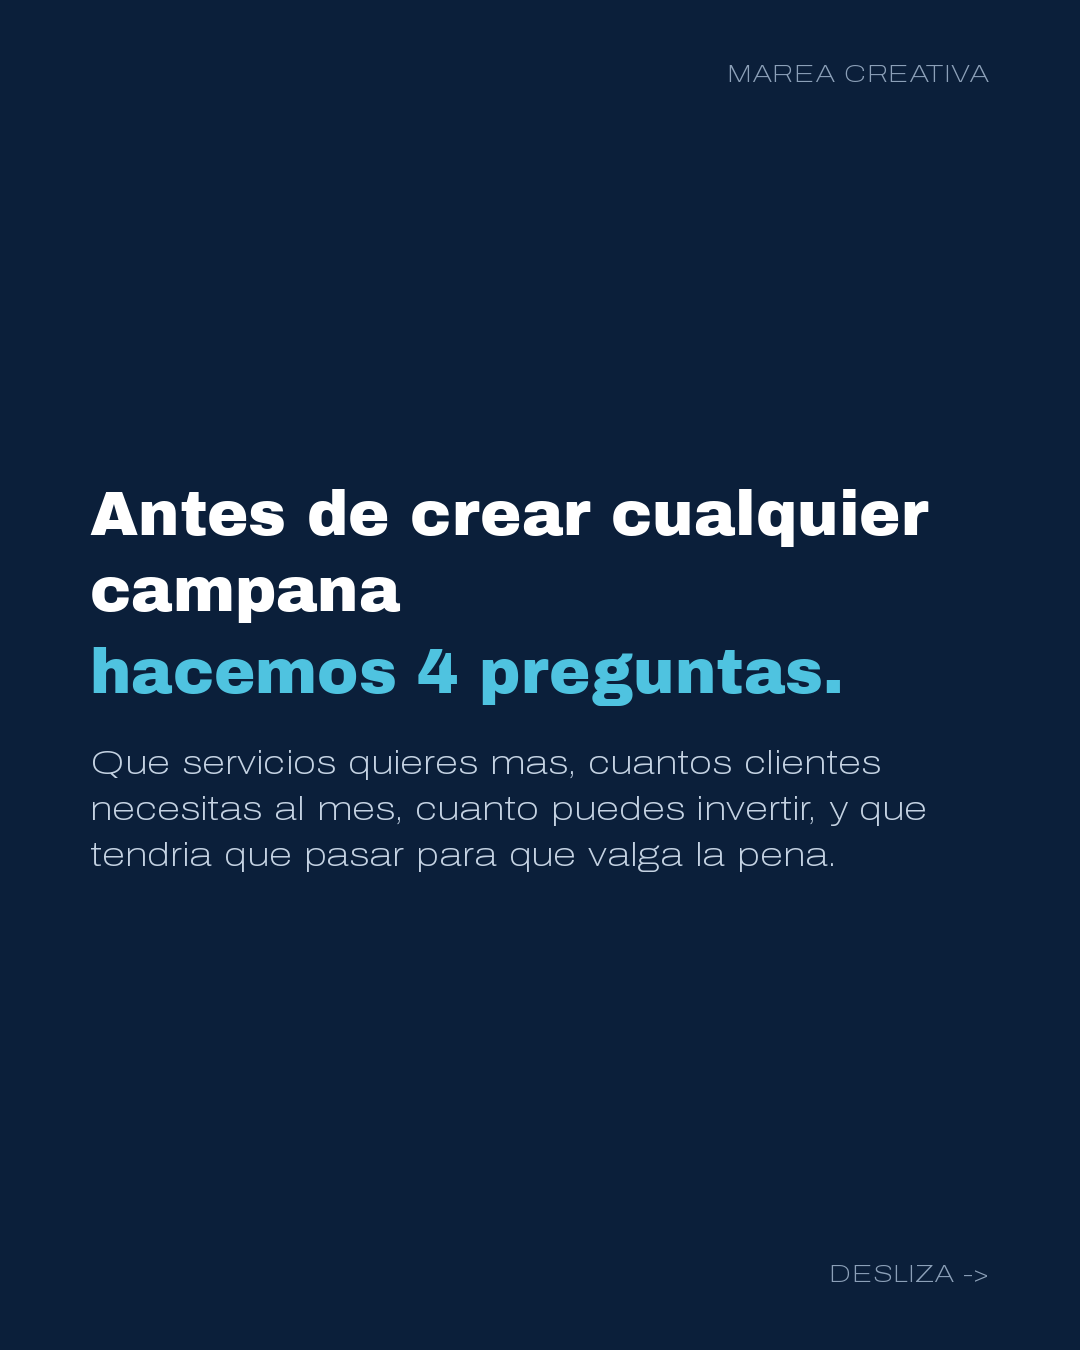 MAREA CREATIVA
Antes de crear cualquier
campana
hacemos 4 preguntas.
Que servicios quieres mas, cuantos clientes
necesitas al mes, cuanto puedes invertir, y que
tendria que pasar para que valga la pena.
DESLIZA ->